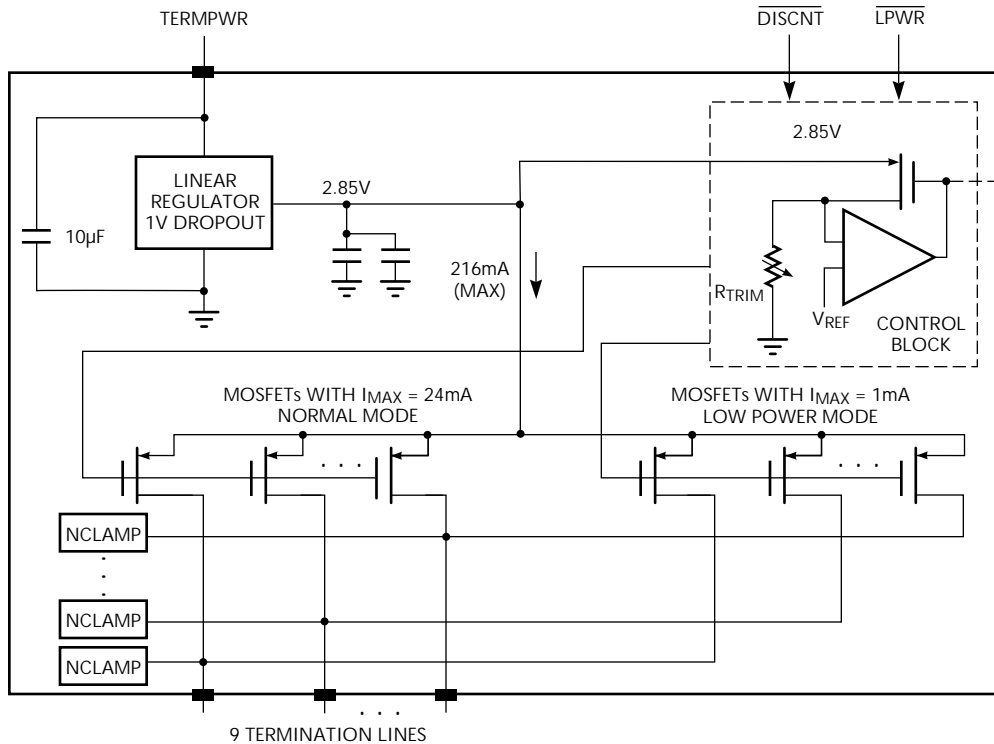 TERMPWR
DISCNT
LPWR
2.85V
LINEAR
REGULATOR
1V DROPOUT
2.85V
10µF
216mA
(MAX)
RTRIM
VREF
CONTROL
BLOCK
MOSFETs WITH IMAX = 24mA
NORMAL MODE
MOSFETs WITH IMAX = 1mA
LOW POWER MODE
. . .
. . .
NCLAMP
. . .
NCLAMP
NCLAMP
. . . .
9 TERMINATION LINES